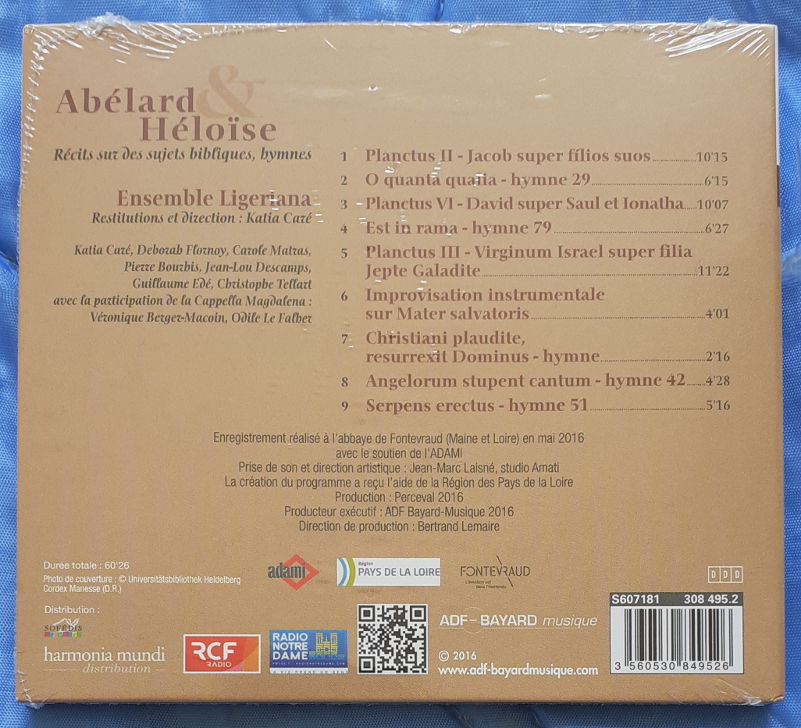 Abélard &
Héloïse
Récits sur des sujets bibliques, hymnes
Ensemble Ligeriana
Restitutions et direction : Katia Caré
Katia Caré, Deborah Flornoy, Carole Matras,
Pierre Bourhis, Jean-Lou Descamps,
Guillaume Edé, Christophe Tellart
avec la participation de la Cappella Magdalena :
Véronique Berger-Macoin, Odile Le Falher
1 Planctus II - Jacob super fílios suos 10'15
2 O quanta qualia - hymne 29 6'15
3 Planctus VI - David super Saul et Ionatha 10'07
4 Est in rama - hymne 79 6'27
5 Planctus III - Virginum Israel super filia
Jepte Galadite 11'22
6 Improvisation instrumentale
sur Mater salvatoris 4'01
7 Christiani plaudite,
resurrexit Dominus - hymne 2'16
8 Angelorum stupent cantum - hymne 42 4'28
9 Serpens erectus - hymne 51 5'16
Enregistrement réalisé à l'abbaye de Fontevraud (Maine et Loire) en mai 2016
avec le soutien de l'ADAMI
Prise de son et direction artistique : Jean-Marc Laisné, studio Amati
La création du programme a reçu l'aide de la Région des Pays de la Loire
Production : Perceval 2016
Producteur exécutif : ADF Bayard-Musique 2016
Direction de production : Bertrand Lemaire
Durée totale : 60'26
Photo de couverture : © Universitätsbibliothek Heidelberg
Cordex Manesse (D.R.)
adami
Région
PAYS DE LA LOIRE
FONTEVRAUD
D D D
Distribution :
SOFEDIS
harmonia mundi
distribution
RCF
RADIO
RADIO
NOTRE
DAME
ADF-BAYARD musique
© 2016
www.adf-bayardmusique.com
S607181 308 495.2
3 560530 849526